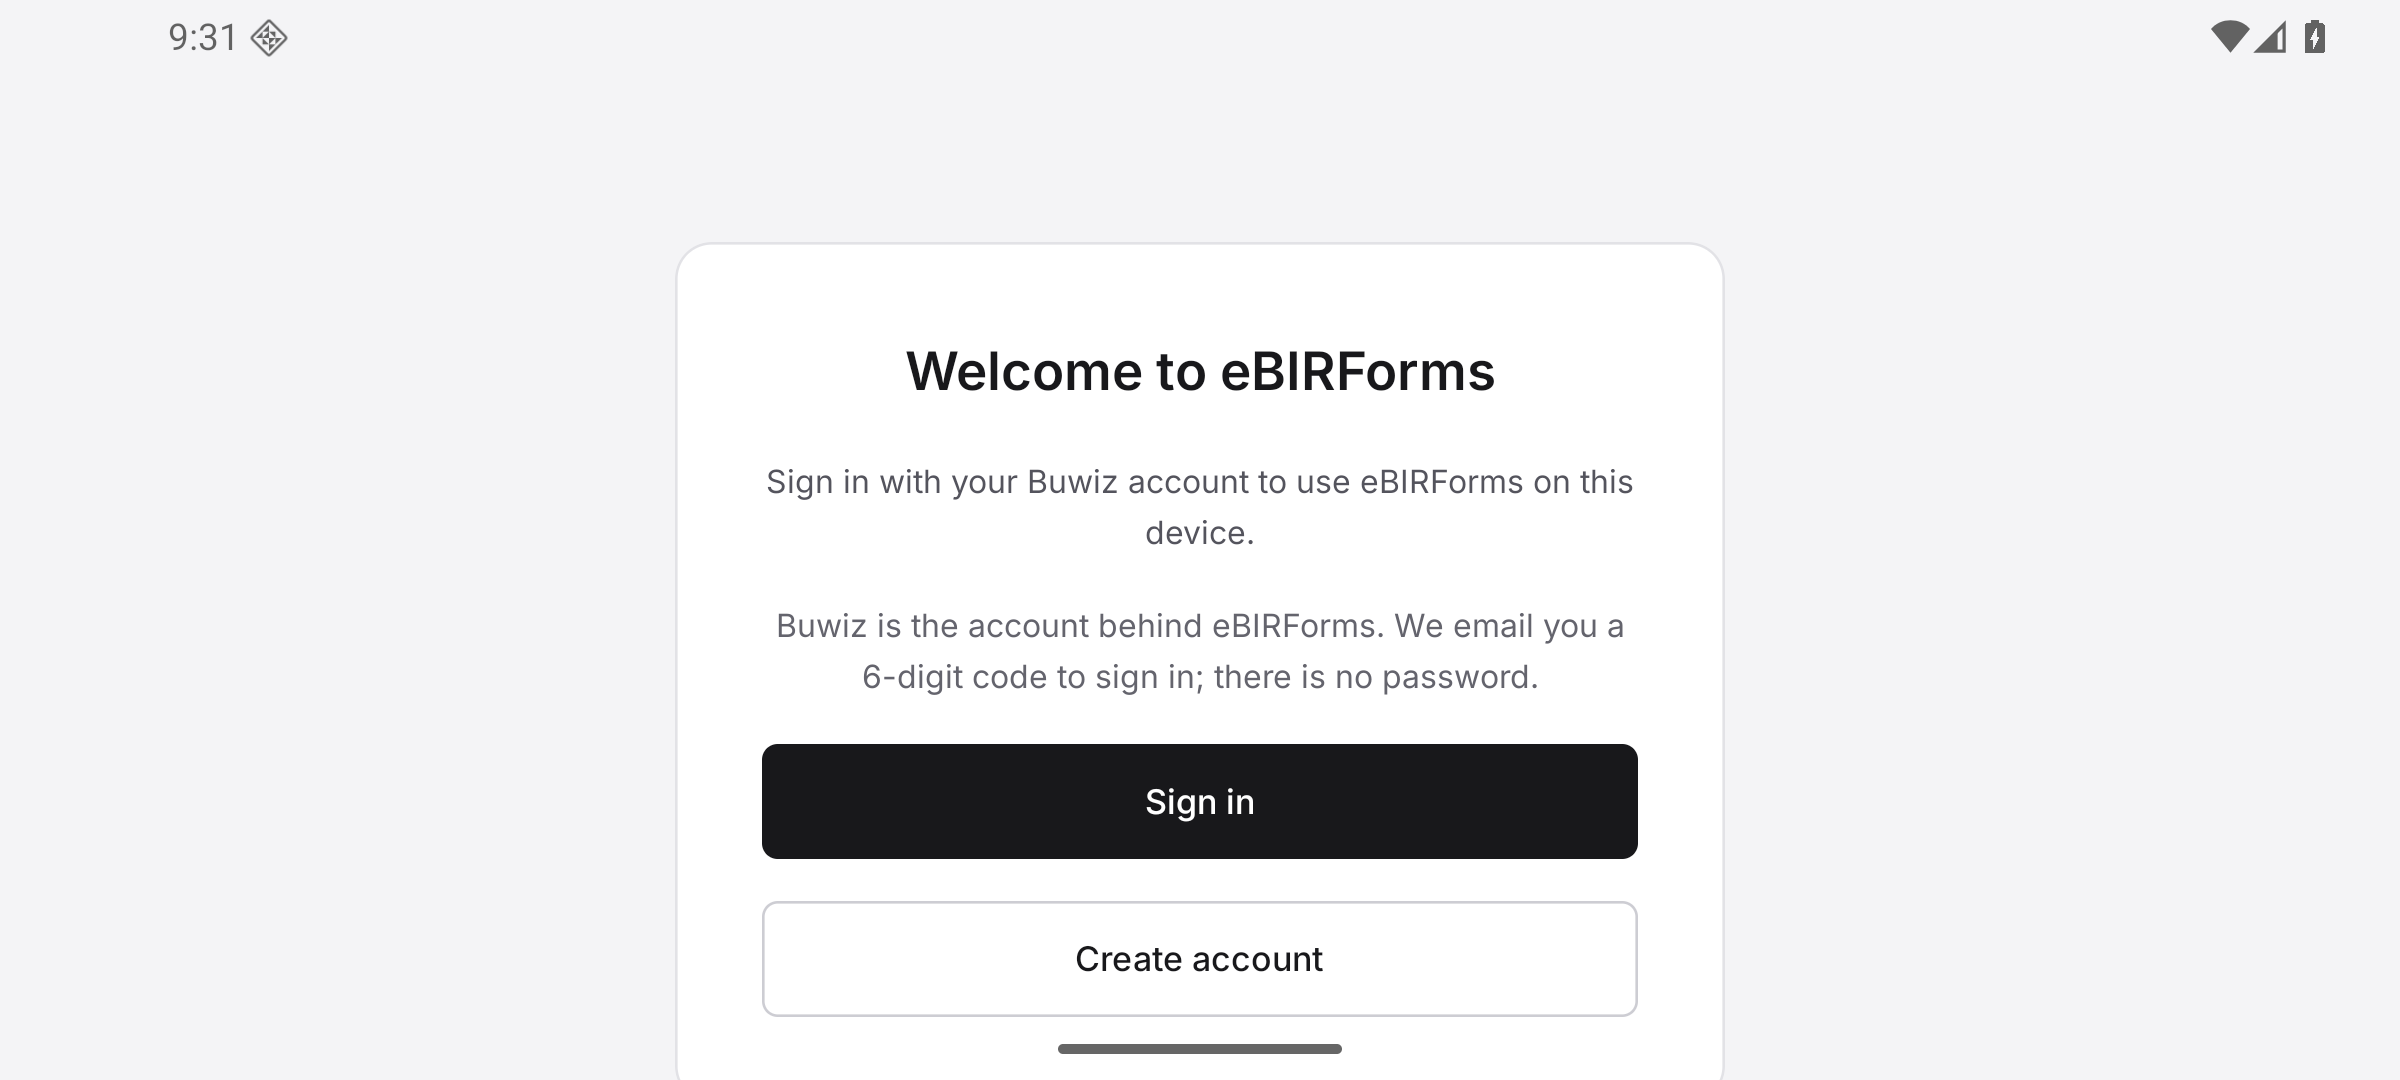 9:31
Welcome to eBIRForms
Sign in with your Buwiz account to use eBIRForms on this
device.
Buwiz is the account behind eBIRForms. We email you a
6-digit code to sign in; there is no password.
Sign in
Create account